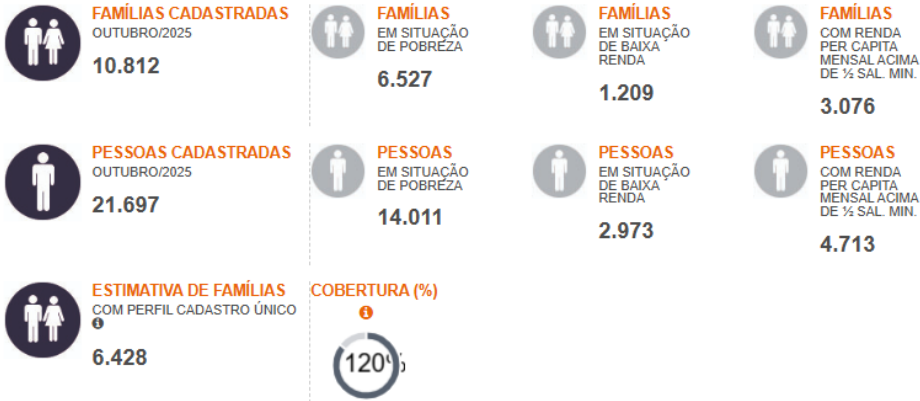 FAMÍLIAS CADASTRADAS
OUTUBRO/2025
10.812
FAMÍLIAS
EM SITUAÇÃO
DE POBREZA
6.527
FAMÍLIAS
EM SITUAÇÃO
DE BAIXA
RENDA
1.209
FAMÍLIAS
COM RENDA
PER CAPITA
MENSAL ACIMA
DE ½ SAL. MIN.
3.076
PESSOAS CADASTRADAS
OUTUBRO/2025
21.697
PESSOAS
EM SITUAÇÃO
DE POBREZA
14.011
PESSOAS
EM SITUAÇÃO
DE BAIXA
RENDA
2.973
PESSOAS
COM RENDA
PER CAPITA
MENSAL ACIMA
DE ½ SAL. MIN.
4.713
ESTIMATIVA DE FAMÍLIAS
COM PERFIL CADASTRO ÚNICO
6.428
COBERTURA (%)
120%